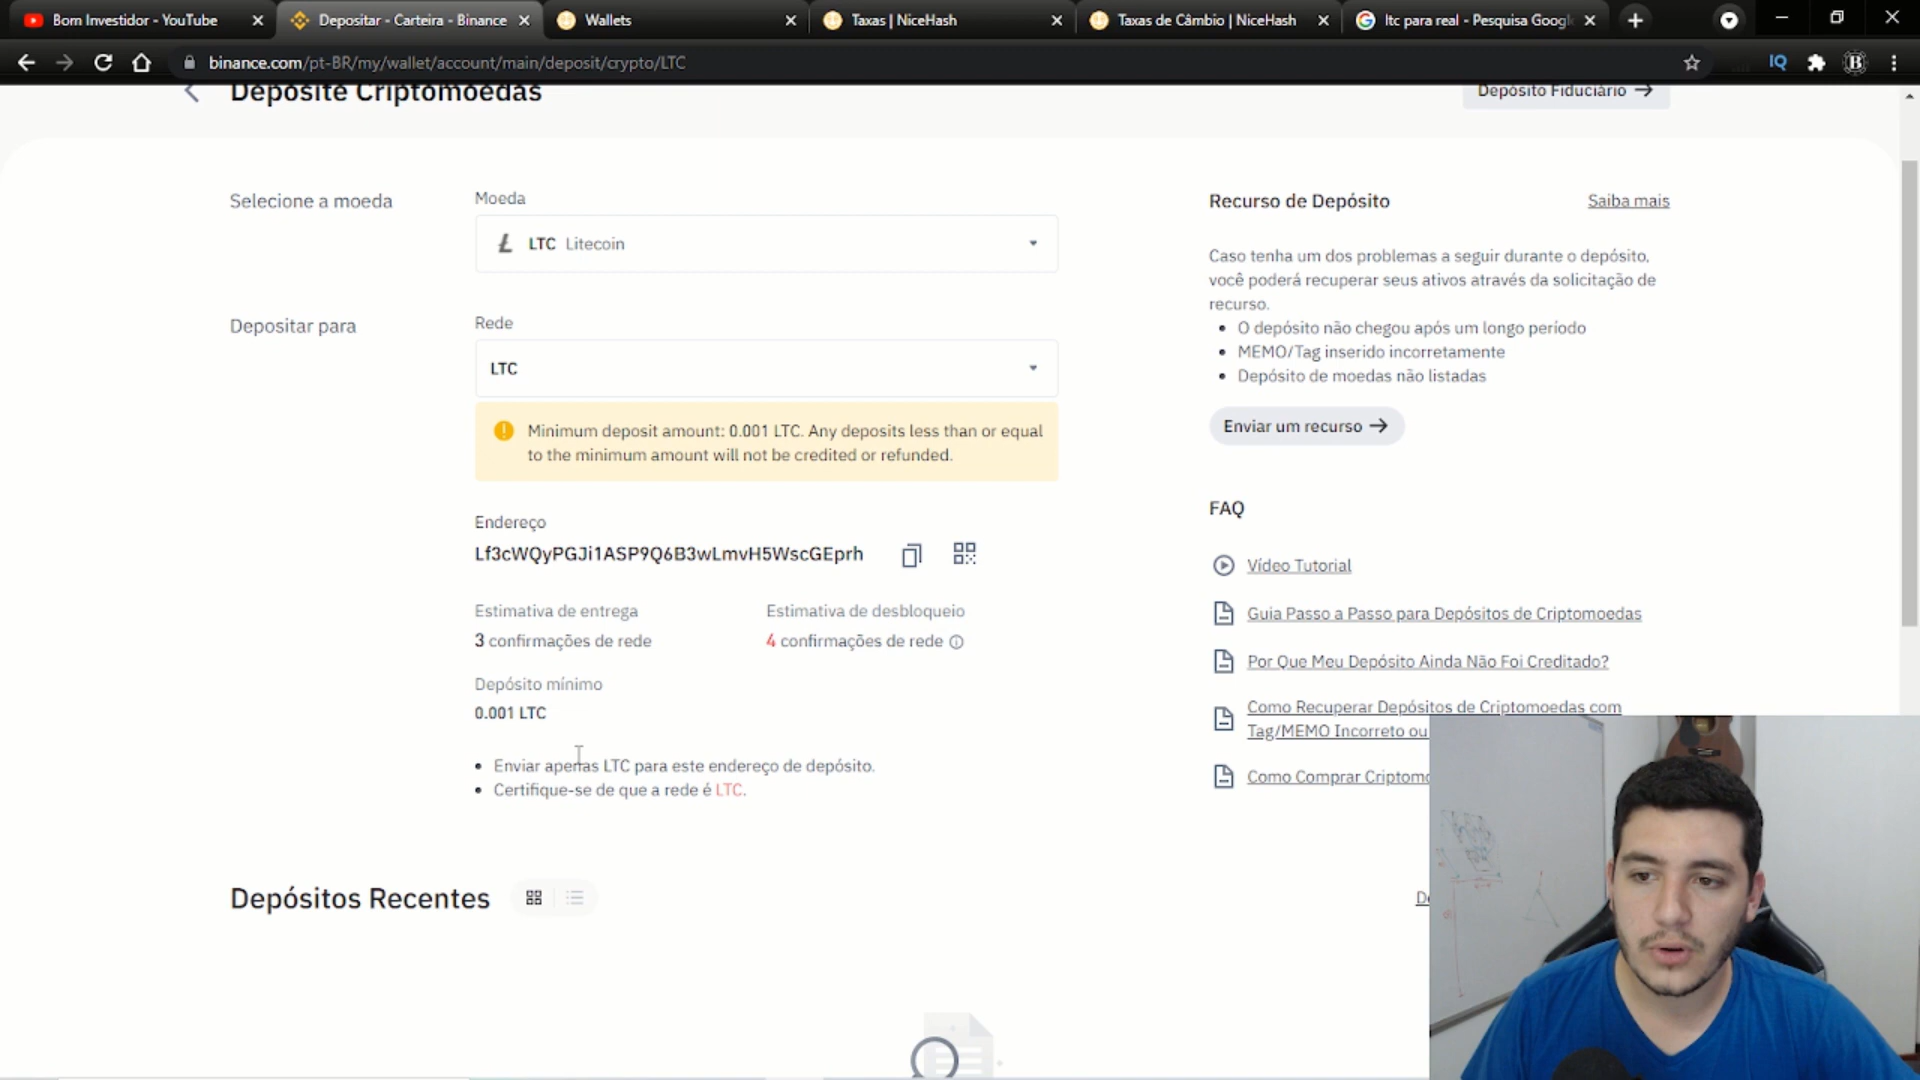 Bom Investidor - YouTube
Depositar - Carteira - Binance
Wallets
Taxas | NiceHash
Taxas de Câmbio | NiceHash
ltc para real - Pesquisa Googl
binance.com/pt-BR/my/wallet/account/main/deposit/crypto/LTC
IQ
B
Deposite Criptomoedas
Depósito Fiduciário →
Selecione a moeda
Moeda
LTC Litecoin
Depositar para
Rede
LTC
Minimum deposit amount: 0.001 LTC. Any deposits less than or equal
to the minimum amount will not be credited or refunded.
Endereço
Lf3cWQyPGJi1ASP9Q6B3wLmvH5WscGEprh
Estimativa de entrega
3 confirmações de rede
Estimativa de desbloqueio
4 confirmações de rede
Depósito mínimo
0.001 LTC
• Enviar apenas LTC para este endereço de depósito.
• Certifique-se de que a rede é LTC.
Recurso de Depósito
Saiba mais
Caso tenha um dos problemas a seguir durante o depósito,
você poderá recuperar seus ativos através da solicitação de
recurso.
• O depósito não chegou após um longo período
• MEMO/Tag inserido incorretamente
• Depósito de moedas não listadas
Enviar um recurso →
FAQ
Vídeo Tutorial
Guia Passo a Passo para Depósitos de Criptomoedas
Por Que Meu Depósito Ainda Não Foi Creditado?
Como Recuperar Depósitos de Criptomoedas com
Tag/MEMO Incorreto ou
Como Comprar Criptomo
Depósitos Recentes